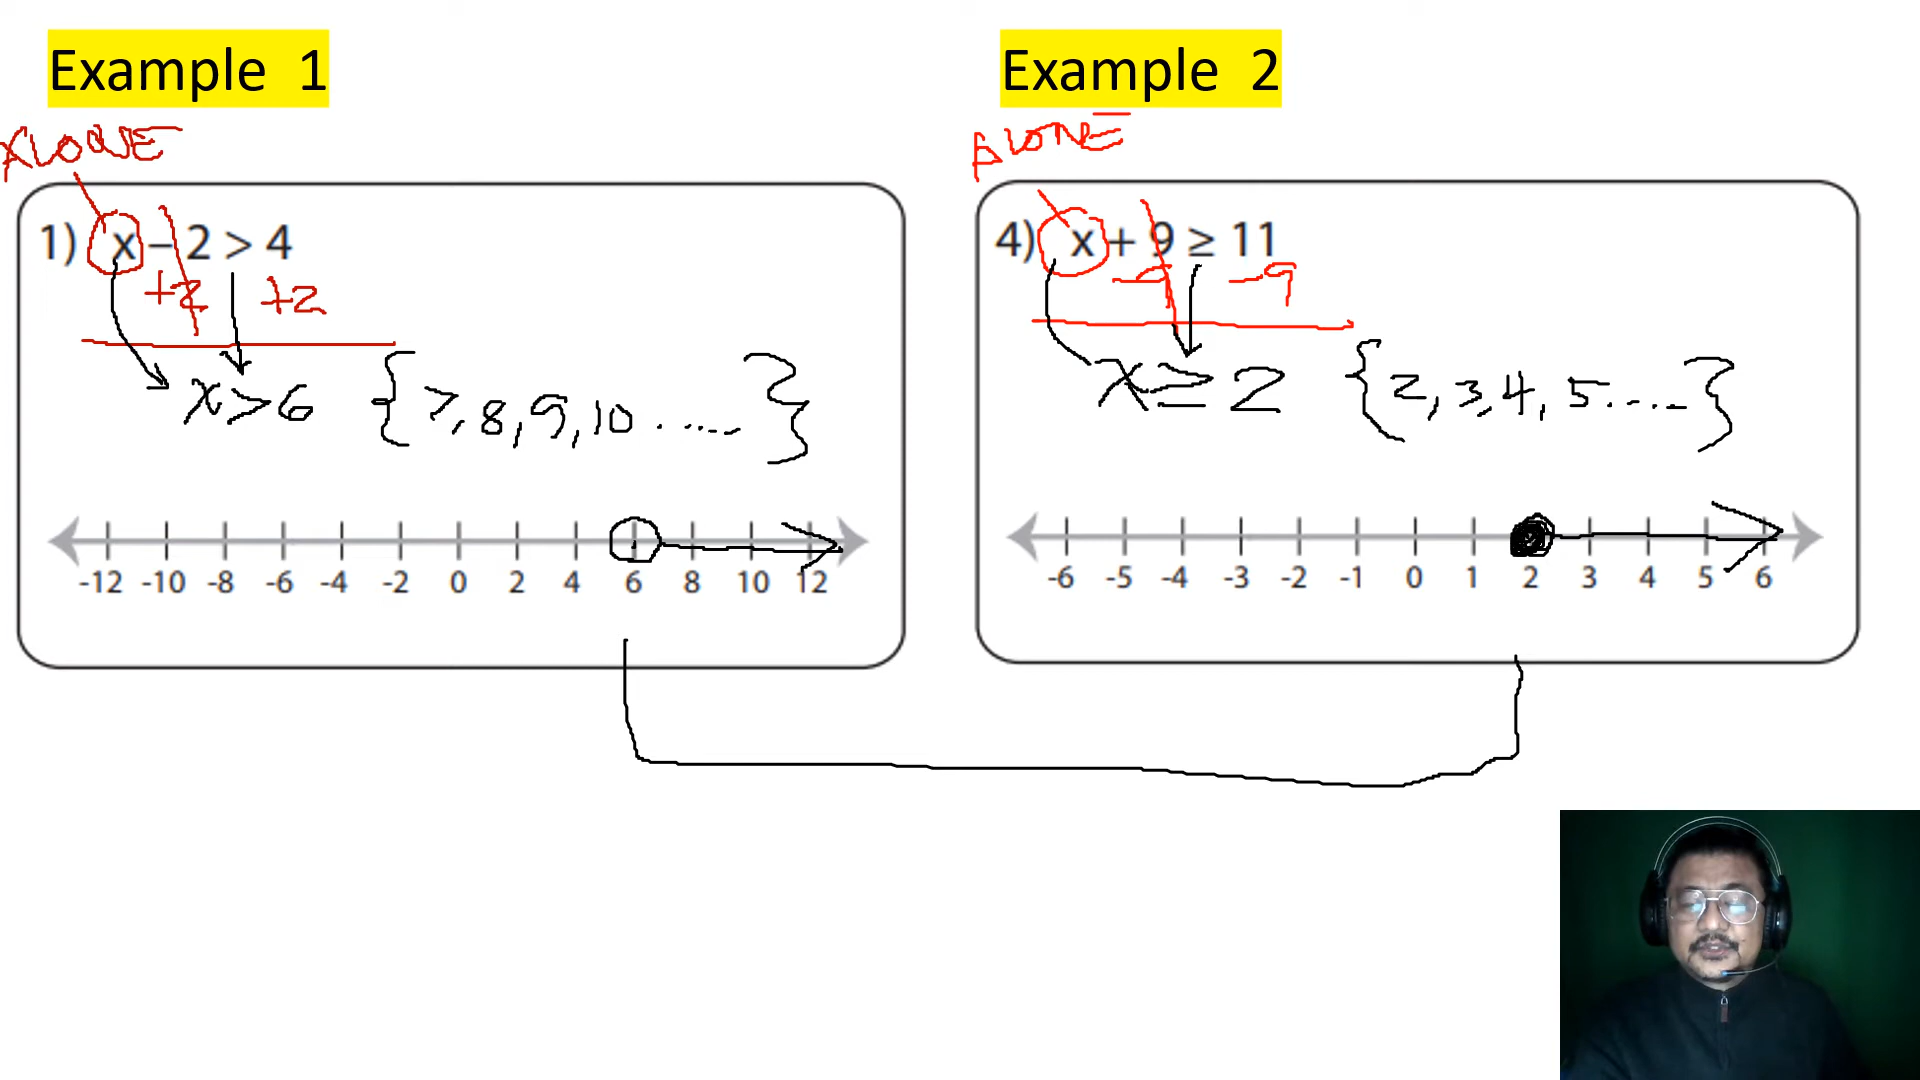 Example 1
ALONE
1) x – 2 > 4
+2 +2
x > 6 {7, 8, 9, 10 .....}
-12 -10 -8 -6 -4 -2 0 2 4 6 8 10 12
Example 2
ALONE
4) x + 9 ≥ 11
-9 -9
x ≥ 2 {2, 3, 4, 5.....}
-6 -5 -4 -3 -2 -1 0 1 2 3 4 5 6